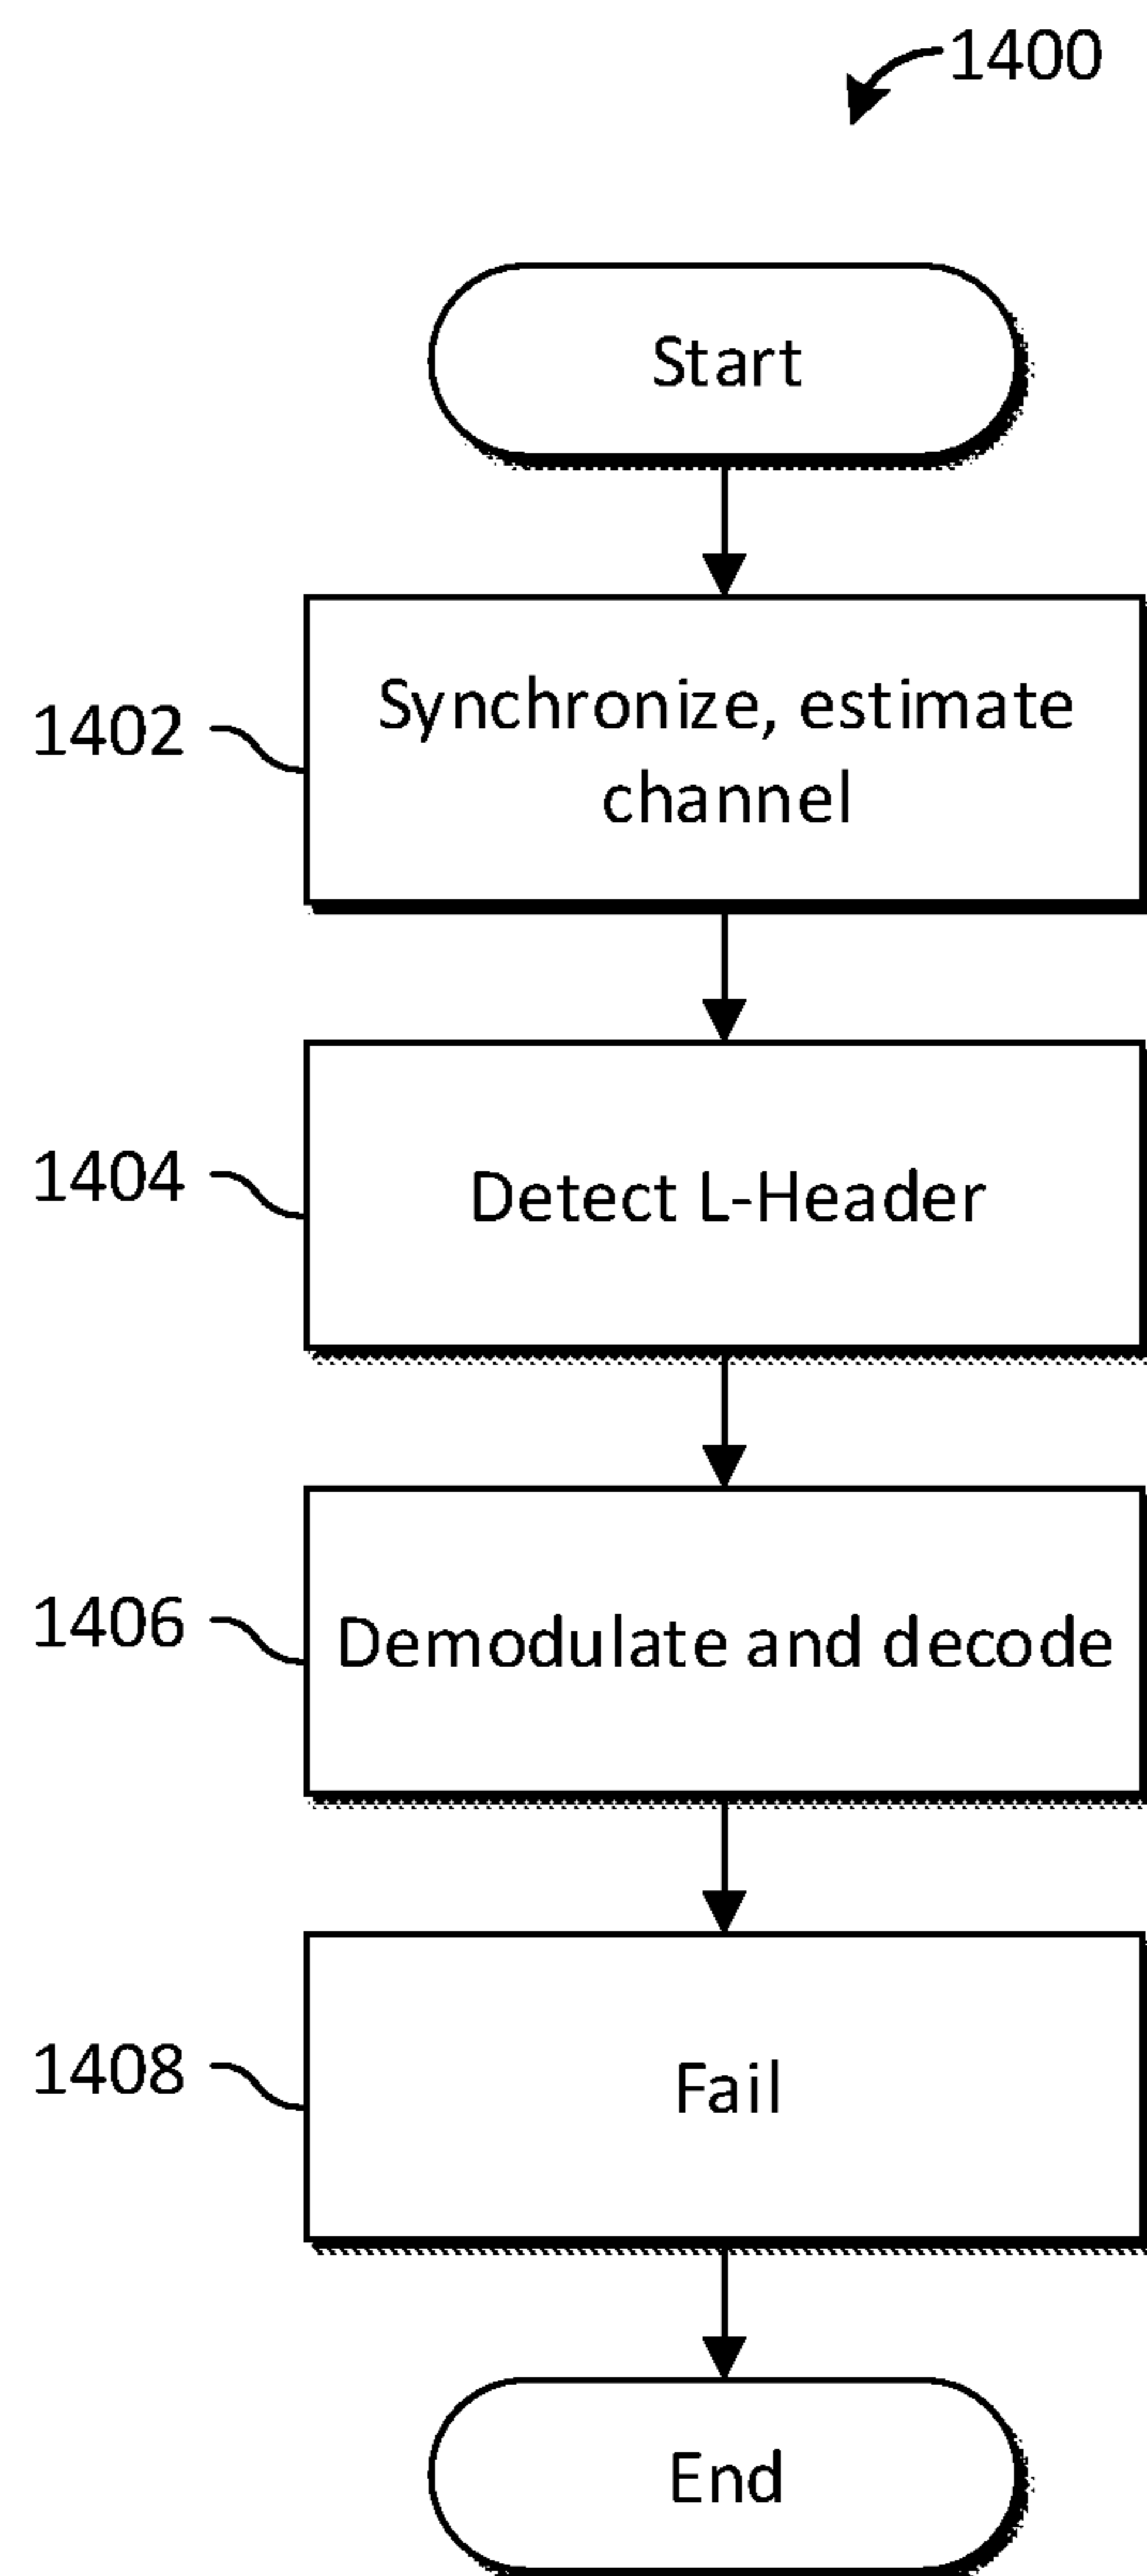 1400
Start
1402
Synchronize, estimate
channel
1404
Detect L-Header
1406
Demodulate and decode
1408
Fail
End